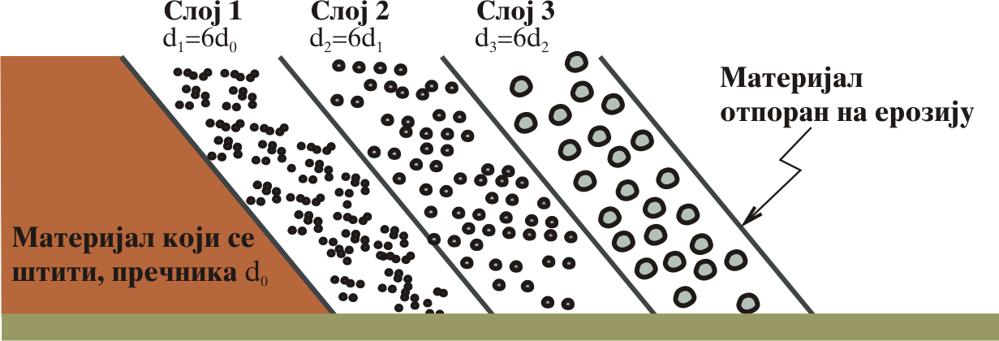 Слој 1
d₁=6d₀
Слој 2
d₂=6d₁
Слој 3
d₃=6d₂
Материјал
отпоран на ерозију
Материјал који се
штити, пречника d₀